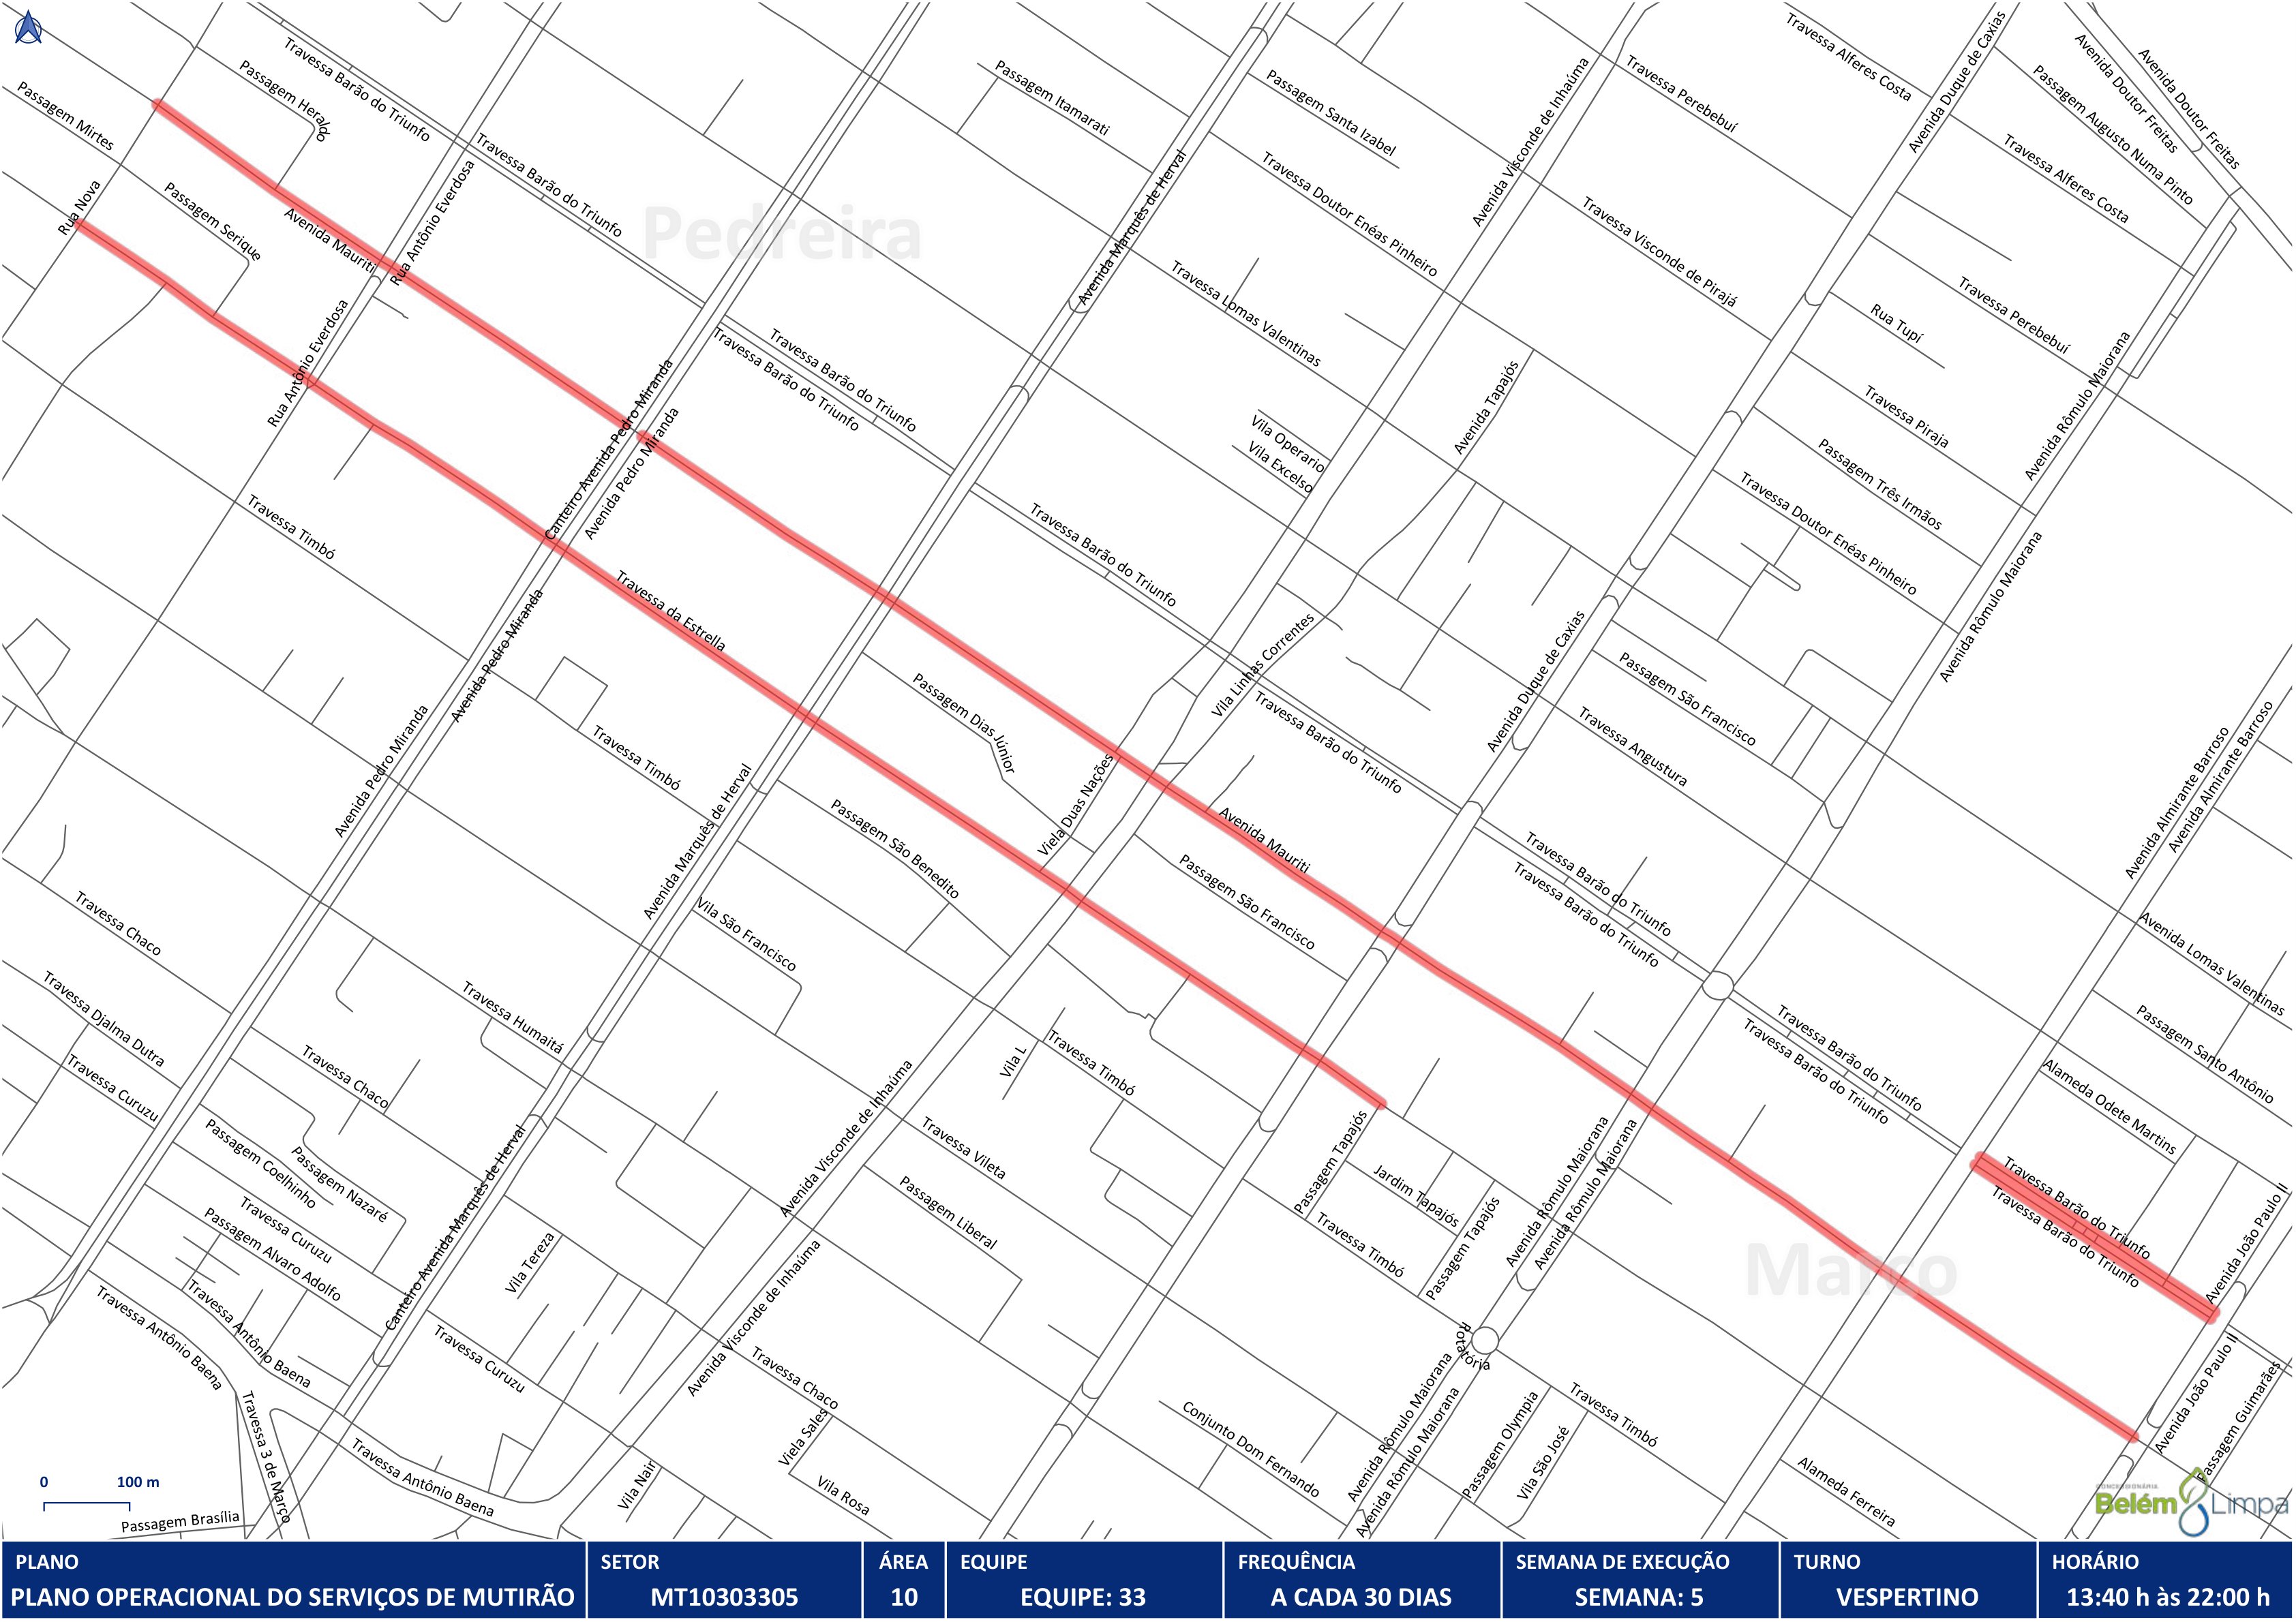 Travessa Barão do Triunfo
Passagem Heraldo
Passagem Mirtes
Passagem Serique
Rua Nova
Avenida Mauriti
Rua Antônio Everdosa
Rua Antônio Everdosa
Travessa Barão do Triunfo
Pedreira
Passagem Itamarati
Passagem Santa Izabel
Travessa Doutor Enéas Pinheiro
Avenida Marquês de Herval
Travessa Lomas Valentinas
Avenida Visconde de Inhaúma
Travessa Perebebuí
Travessa Alferes Costa
Avenida Duque de Caxias
Avenida Doutor Freitas
Avenida Doutor Freitas
Passagem Augusto Numa Pinto
Travessa Alferes Costa
Travessa Visconde de Pirajá
Travessa Perebebuí
Rua Tupí
Travessa Piraja
Avenida Rômulo Maiorana
Passagem Três Irmãos
Travessa Doutor Enéas Pinheiro
Avenida Rômulo Maiorana
Travessa Barão do Triunfo
Travessa Barão do Triunfo
Canteiro Avenida Pedro Miranda
Avenida Pedro Miranda
Vila Operario
Vila Excelso
Avenida Tapajós
Travessa Timbó
Travessa Barão do Triunfo
Travessa da Estrella
Avenida Pedro Miranda
Avenida Pedro Miranda
Travessa Timbó
Passagem Dias Júnior
Vila Linhas Correntes
Travessa Barão do Triunfo
Avenida Duque de Caxias
Passagem São Francisco
Travessa Angustura
Avenida Almirante Barroso
Avenida Almirante Barroso
Viela Duas Nações
Avenida Mauriti
Avenida Marquês de Herval
Passagem São Benedito
Passagem São Francisco
Travessa Barão do Triunfo
Travessa Barão do Triunfo
Avenida Lomas Valentinas
Travessa Chaco
Vila São Francisco
Travessa Humaitá
Travessa Djalma Dutra
Travessa Curuzu
Travessa Chaco
Vila L
Travessa Timbó
Travessa Barão do Triunfo
Travessa Barão do Triunfo
Passagem Santo Antônio
Alameda Odete Martins
Avenida Visconde de Inhaúma
Travessa Vileta
Passagem Tapajós
Jardim Tapajós
Passagem Tapajós
Travessa Timbó
Avenida Rômulo Maiorana
Avenida Rômulo Maiorana
Passagem Coelhinho
Passagem Nazaré
Travessa Curuzu
Passagem Alvaro Adolfo
Canteiro Avenida Marquês de Herval
Vila Tereza
Passagem Liberal
Travessa Barão do Triunfo
Travessa Barão do Triunfo
Avenida João Paulo II
Marco
Travessa Antônio Baena
Travessa Antônio Baena
Avenida Visconde de Inhaúma
Travessa Curuzu
Travessa Chaco
Rotatória
Avenida Rômulo Maiorana
Avenida Rômulo Maiorana
Travessa Timbó
Avenida João Paulo II
Passagem Guimarães
Travessa 3 de Março
Travessa Antônio Baena
Vila Nair
Viela Sales
Vila Rosa
Conjunto Dom Fernando
Passagem Olympia
Vila São José
Alameda Ferreira
0 100 m
Passagem Brasília
CONCESSIONÁRIA
Belém Limpa
PLANO SETOR ÁREA EQUIPE FREQUÊNCIA SEMANA DE EXECUÇÃO TURNO HORÁRIO
PLANO OPERACIONAL DO SERVIÇOS DE MUTIRÃO MT10303305 10 EQUIPE: 33 A CADA 30 DIAS SEMANA: 5 VESPERTINO 13:40 h às 22:00 h